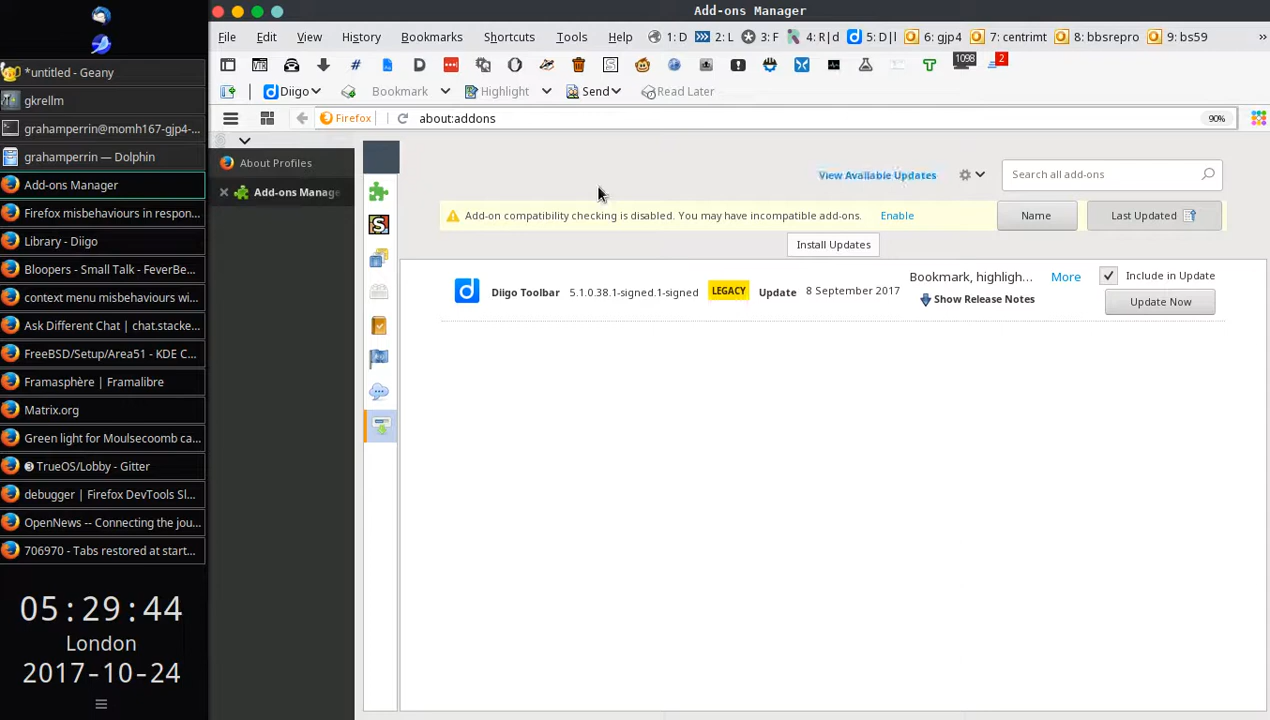 Add-ons Manager
File Edit View History Bookmarks Shortcuts Tools Help 1: D 2: L 3: F 4: R|d 5: D|| 6: gjp4 7: centrimt 8: bbsrepro 9: bs59 »
*untitled - Geany
VTR # D S T 1098 2
gkrellm
Diigo Bookmark Highlight Send Read Later
Firefox about:addons 90%
grahamperrin@momh167-gjp4-...
grahamperrin — Dolphin
About Profiles
Add-ons Manager
Add-ons Manage
Firefox misbehaviours in respon...
Library - Diigo
Bloopers - Small Talk - FeverBe...
context menu misbehaviours wi...
Ask Different Chat | chat.stacke...
FreeBSD/Setup/Area51 - KDE C...
Framasphère | Framalibre
Matrix.org
Green light for Moulsecoomb ca...
❸ TrueOS/Lobby - Gitter
debugger | Firefox DevTools Sl...
OpenNews -- Connecting the jou...
706970 - Tabs restored at start...
View Available Updates
Search all add-ons
Add-on compatibility checking is disabled. You may have incompatible add-ons. Enable
Name
Last Updated
Install Updates
Diigo Toolbar 5.1.0.38.1-signed.1-signed LEGACY Update 8 September 2017
Bookmark, highligh... More
Show Release Notes
Include in Update
Update Now
05:29:44
London
2017-10-24